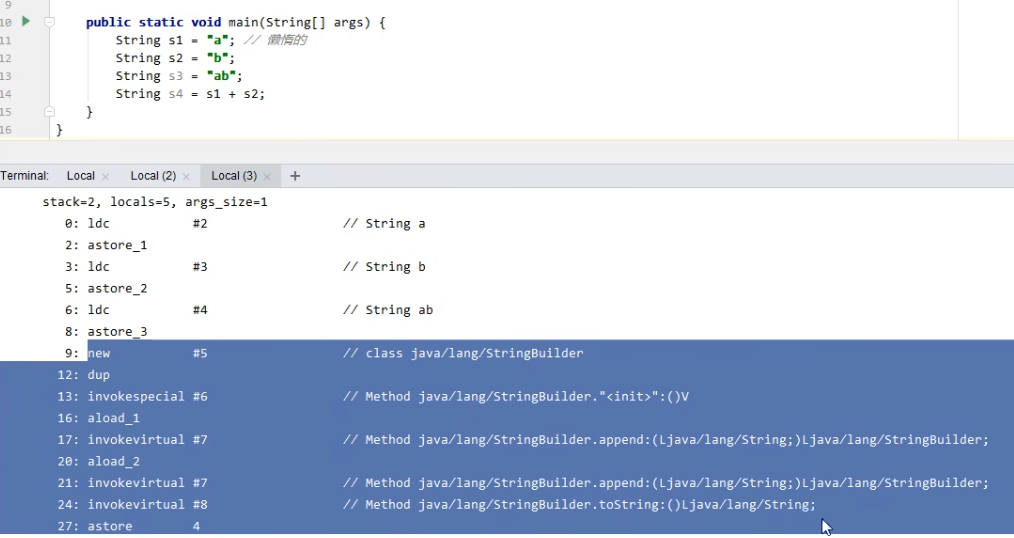 9
10 public static void main(String[] args) {
11 String s1 = "a"; // 懒惰的
12 String s2 = "b";
13 String s3 = "ab";
14 String s4 = s1 + s2;
15 }
16 }
Terminal: Local × Local (2) × Local (3) × +
stack=2, locals=5, args_size=1
0: ldc #2 // String a
2: astore_1
3: ldc #3 // String b
5: astore_2
6: ldc #4 // String ab
8: astore_3
9: new #5 // class java/lang/StringBuilder
12: dup
13: invokespecial #6 // Method java/lang/StringBuilder."<init>":()V
16: aload_1
17: invokevirtual #7 // Method java/lang/StringBuilder.append:(Ljava/lang/String;)Ljava/lang/StringBuilder;
20: aload_2
21: invokevirtual #7 // Method java/lang/StringBuilder.append:(Ljava/lang/String;)Ljava/lang/StringBuilder;
24: invokevirtual #8 // Method java/lang/StringBuilder.toString:()Ljava/lang/String;
27: astore 4